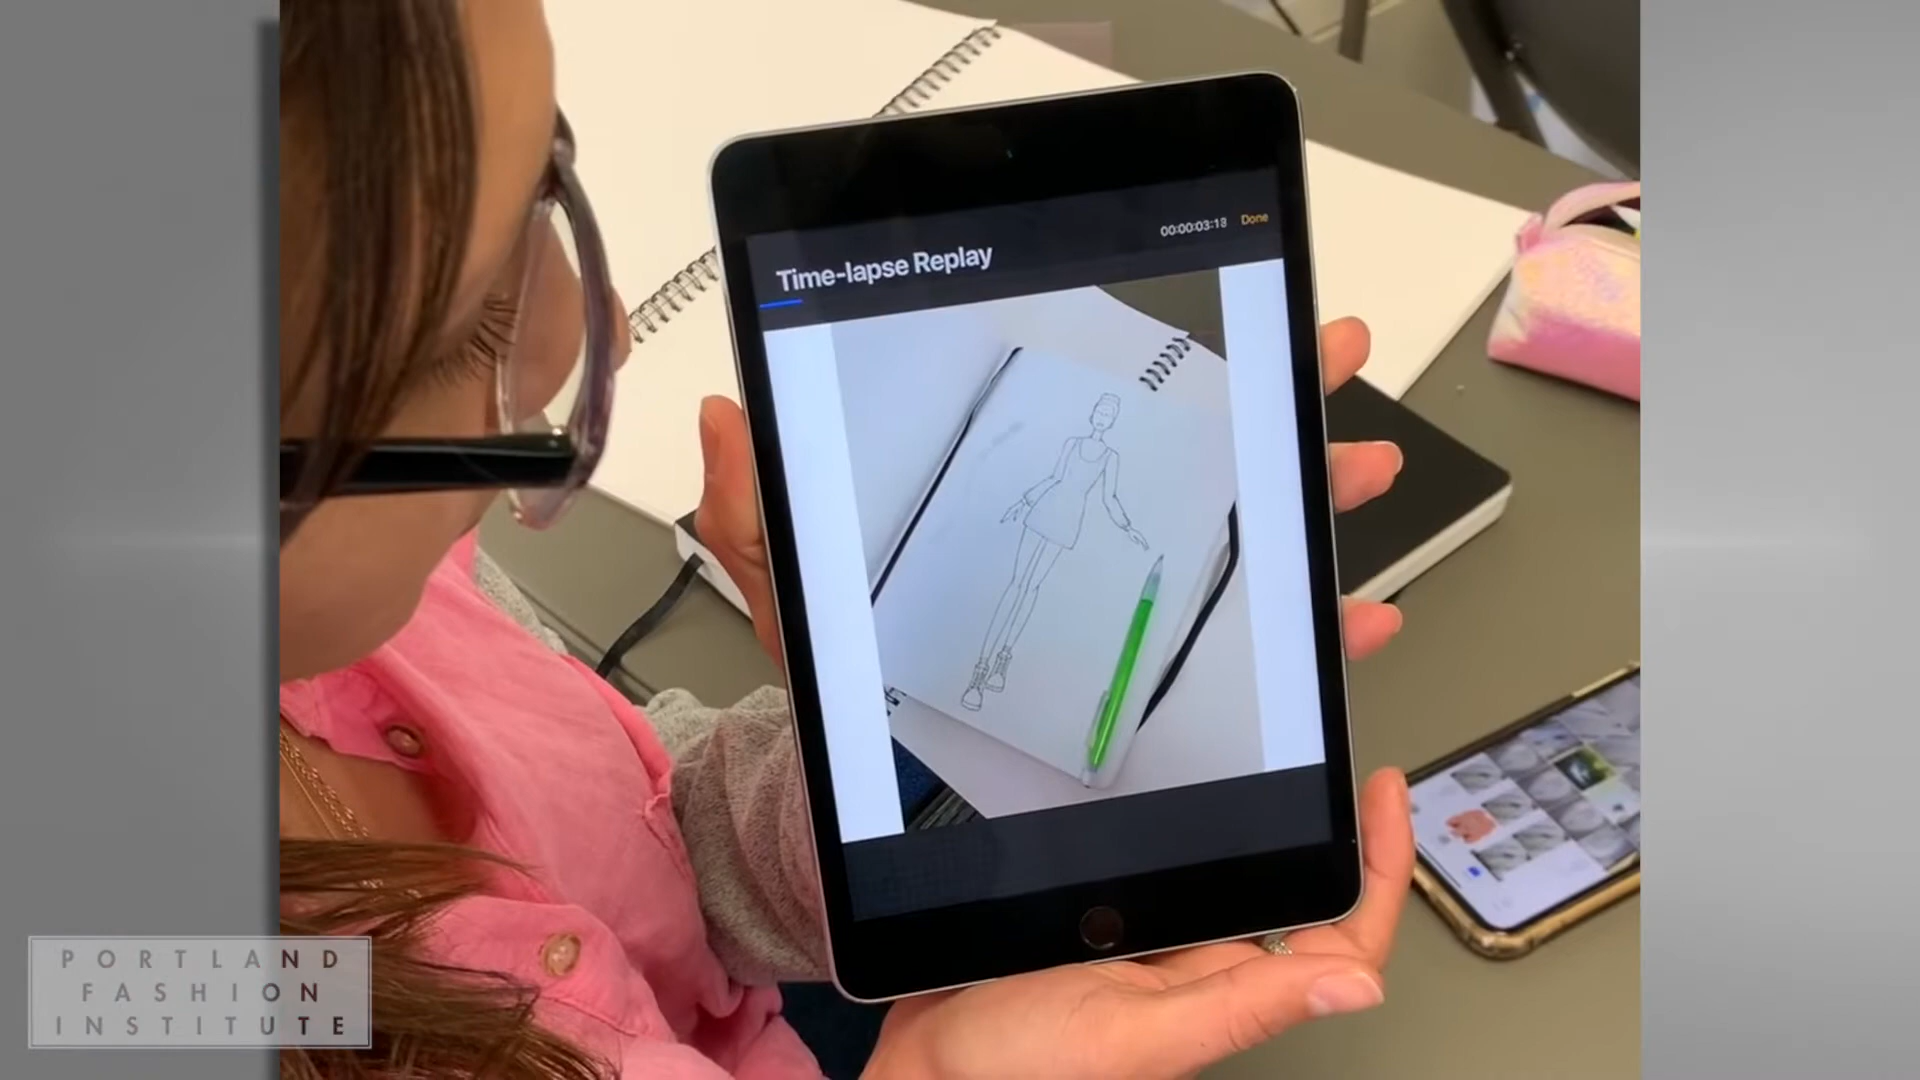 00:00:03:18 Done
Time-lapse Replay
PORTLAND
FASHION
INSTITUTE